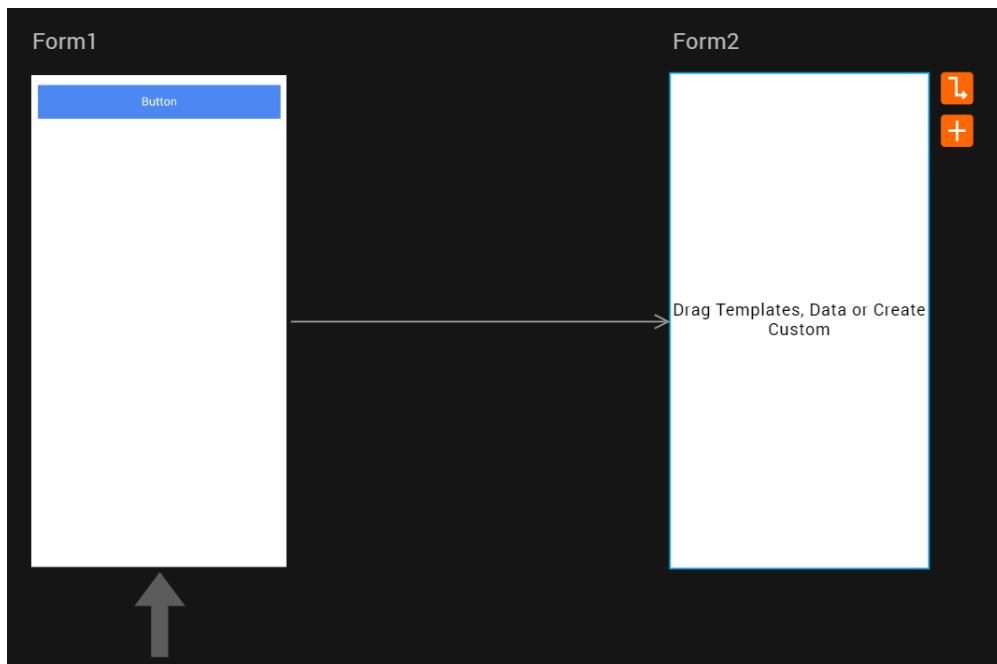 Form1
Form2
Button
Drag Templates, Data or Create
Custom